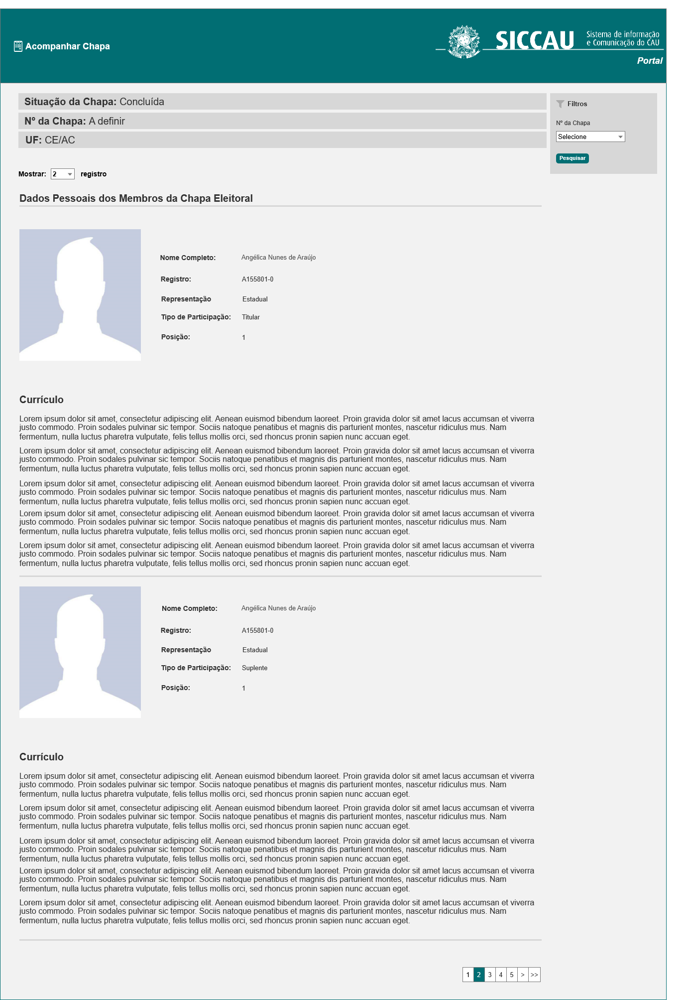 Acompanhar Chapa
SICCAU
Sistema de informação
e Comunicação do CAU
Portal
Situação da Chapa: Concluída
Nº da Chapa: A definir
UF: CE/AC
Filtros
Nº da Chapa
Selecione
Pesquisar
Mostrar: 2 registro
Dados Pessoais dos Membros da Chapa Eleitoral
Nome Completo: Angélica Nunes de Araújo
Registro: A155801-0
Representação Estadual
Tipo de Participação: Titular
Posição: 1
Currículo
Lorem ipsum dolor sit amet, consectetur adipiscing elit. Aenean euismod bibendum laoreet. Proin gravida dolor sit amet lacus accumsan et viverra
justo commodo. Proin sodales pulvinar sic tempor. Sociis natoque penatibus et magnis dis parturient montes, nascetur ridiculus mus. Nam
fermentum, nulla luctus pharetra vulputate, felis tellus mollis orci, sed rhoncus pronin sapien nunc accuan eget.
Lorem ipsum dolor sit amet, consectetur adipiscing elit. Aenean euismod bibendum laoreet. Proin gravida dolor sit amet lacus accumsan et viverra
justo commodo. Proin sodales pulvinar sic tempor. Sociis natoque penatibus et magnis dis parturient montes, nascetur ridiculus mus. Nam
fermentum, nulla luctus pharetra vulputate, felis tellus mollis orci, sed rhoncus pronin sapien nunc accuan eget.
Lorem ipsum dolor sit amet, consectetur adipiscing elit. Aenean euismod bibendum laoreet. Proin gravida dolor sit amet lacus accumsan et viverra
justo commodo. Proin sodales pulvinar sic tempor. Sociis natoque penatibus et magnis dis parturient montes, nascetur ridiculus mus. Nam
fermentum, nulla luctus pharetra vulputate, felis tellus mollis orci, sed rhoncus pronin sapien nunc accuan eget.
Lorem ipsum dolor sit amet, consectetur adipiscing elit. Aenean euismod bibendum laoreet. Proin gravida dolor sit amet lacus accumsan et viverra
justo commodo. Proin sodales pulvinar sic tempor. Sociis natoque penatibus et magnis dis parturient montes, nascetur ridiculus mus. Nam
fermentum, nulla luctus pharetra vulputate, felis tellus mollis orci, sed rhoncus pronin sapien nunc accuan eget.
Lorem ipsum dolor sit amet, consectetur adipiscing elit. Aenean euismod bibendum laoreet. Proin gravida dolor sit amet lacus accumsan et viverra
justo commodo. Proin sodales pulvinar sic tempor. Sociis natoque penatibus et magnis dis parturient montes, nascetur ridiculus mus. Nam
fermentum, nulla luctus pharetra vulputate, felis tellus mollis orci, sed rhoncus pronin sapien nunc accuan eget.
Nome Completo: Angélica Nunes de Araújo
Registro: A155801-0
Representação Estadual
Tipo de Participação: Suplente
Posição: 1
Currículo
Lorem ipsum dolor sit amet, consectetur adipiscing elit. Aenean euismod bibendum laoreet. Proin gravida dolor sit amet lacus accumsan et viverra
justo commodo. Proin sodales pulvinar sic tempor. Sociis natoque penatibus et magnis dis parturient montes, nascetur ridiculus mus. Nam
fermentum, nulla luctus pharetra vulputate, felis tellus mollis orci, sed rhoncus pronin sapien nunc accuan eget.
Lorem ipsum dolor sit amet, consectetur adipiscing elit. Aenean euismod bibendum laoreet. Proin gravida dolor sit amet lacus accumsan et viverra
justo commodo. Proin sodales pulvinar sic tempor. Sociis natoque penatibus et magnis dis parturient montes, nascetur ridiculus mus. Nam
fermentum, nulla luctus pharetra vulputate, felis tellus mollis orci, sed rhoncus pronin sapien nunc accuan eget.
Lorem ipsum dolor sit amet, consectetur adipiscing elit. Aenean euismod bibendum laoreet. Proin gravida dolor sit amet lacus accumsan et viverra
justo commodo. Proin sodales pulvinar sic tempor. Sociis natoque penatibus et magnis dis parturient montes, nascetur ridiculus mus. Nam
fermentum, nulla luctus pharetra vulputate, felis tellus mollis orci, sed rhoncus pronin sapien nunc accuan eget.
Lorem ipsum dolor sit amet, consectetur adipiscing elit. Aenean euismod bibendum laoreet. Proin gravida dolor sit amet lacus accumsan et viverra
justo commodo. Proin sodales pulvinar sic tempor. Sociis natoque penatibus et magnis dis parturient montes, nascetur ridiculus mus. Nam
fermentum, nulla luctus pharetra vulputate, felis tellus mollis orci, sed rhoncus pronin sapien nunc accuan eget.
Lorem ipsum dolor sit amet, consectetur adipiscing elit. Aenean euismod bibendum laoreet. Proin gravida dolor sit amet lacus accumsan et viverra
justo commodo. Proin sodales pulvinar sic tempor. Sociis natoque penatibus et magnis dis parturient montes, nascetur ridiculus mus. Nam
fermentum, nulla luctus pharetra vulputate, felis tellus mollis orci, sed rhoncus pronin sapien nunc accuan eget.
1 2 3 4 5 > >>